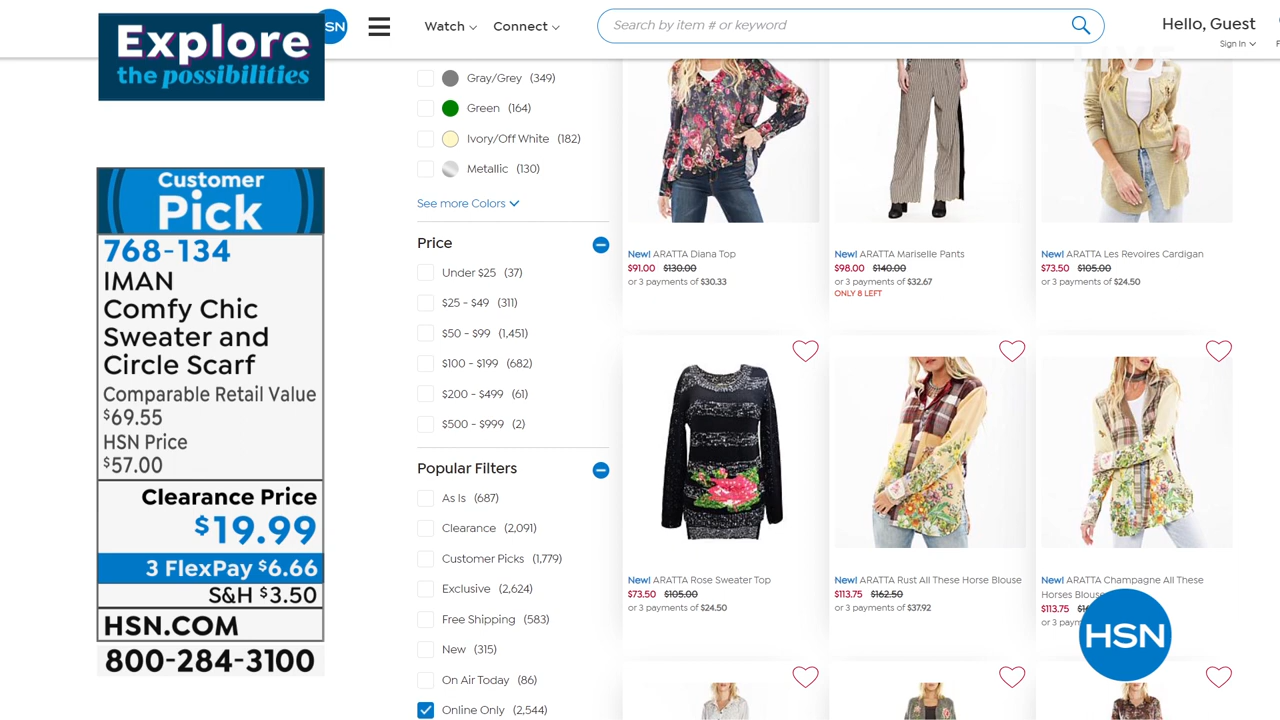 Explore
the possibilities
HSN
Watch
Connect
Search by item # or keyword
Hello, Guest
Sign In
LIVE
Customer
Pick
768-134
IMAN
Comfy Chic
Sweater and
Circle Scarf
Comparable Retail Value
$69.55
HSN Price
$57.00
Clearance Price
$19.99
3 FlexPay $6.66
S&H $3.50
HSN.COM
800-284-3100
Gray/Grey (349)
Green (164)
Ivory/Off White (182)
Metallic (130)
See more Colors
Price
Under $25 (37)
$25 - $49 (311)
$50 - $99 (1,451)
$100 - $199 (682)
$200 - $499 (61)
$500 - $999 (2)
Popular Filters
As Is (687)
Clearance (2,091)
Customer Picks (1,779)
Exclusive (2,624)
Free Shipping (583)
New (315)
On Air Today (86)
Online Only (2,544)
New! ARATTA Diana Top
$91.00 $130.00
or 3 payments of $30.33
New! ARATTA Mariselle Pants
$98.00 $140.00
or 3 payments of $32.67
ONLY 8 LEFT
New! ARATTA Les Revoires Cardigan
$73.50 $105.00
or 3 payments of $24.50
New! ARATTA Rose Sweater Top
$73.50 $105.00
or 3 payments of $24.50
New! ARATTA Rust All These Horse Blouse
$113.75 $162.50
or 3 payments of $37.92
New! ARATTA Champagne All These
Horses Blouse
$113.75
or 3
HSN